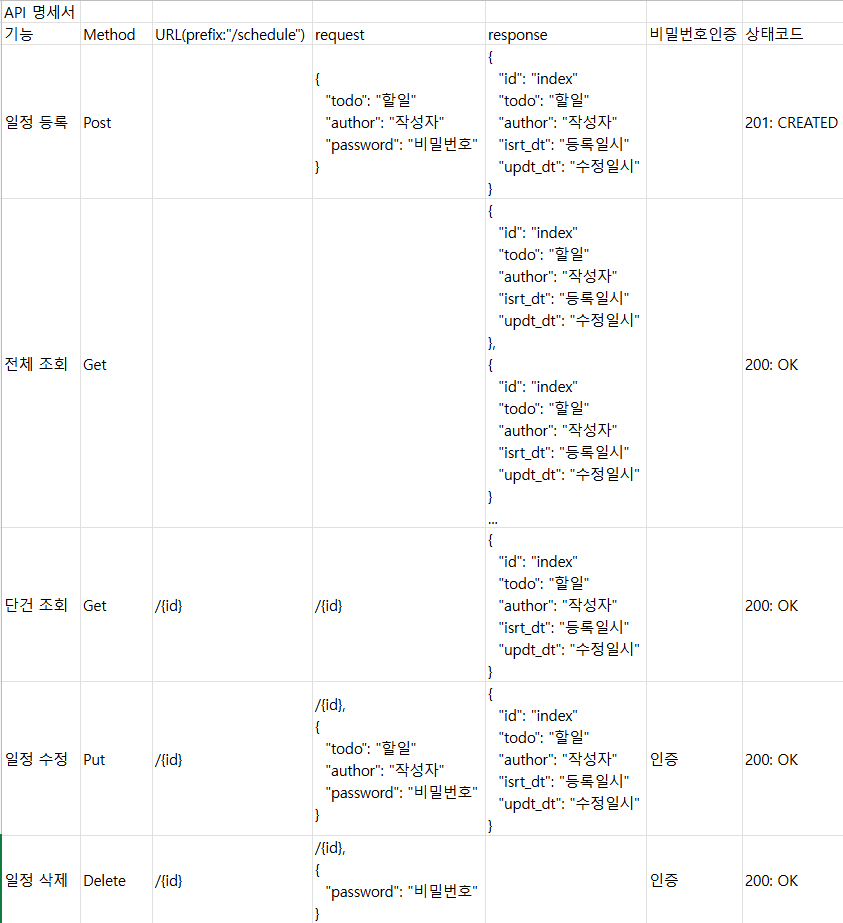 API 명세서
기능 Method URL(prefix:"/schedule") request response 비밀번호인증 상태코드
일정 등록 Post
{
"todo": "할일"
"author": "작성자"
"password": "비밀번호"
}
{
"id": "index"
"todo": "할일"
"author": "작성자"
"isrt_dt": "등록일시"
"updt_dt": "수정일시"
}
201: CREATED
전체 조회 Get
{
"id": "index"
"todo": "할일"
"author": "작성자"
"isrt_dt": "등록일시"
"updt_dt": "수정일시"
},
{
"id": "index"
"todo": "할일"
"author": "작성자"
"isrt_dt": "등록일시"
"updt_dt": "수정일시"
}
...
200: OK
단건 조회 Get /{id} /{id}
{
"id": "index"
"todo": "할일"
"author": "작성자"
"isrt_dt": "등록일시"
"updt_dt": "수정일시"
}
200: OK
일정 수정 Put /{id}
/{id},
{
"todo": "할일"
"author": "작성자"
"password": "비밀번호"
}
{
"id": "index"
"todo": "할일"
"author": "작성자"
"isrt_dt": "등록일시"
"updt_dt": "수정일시"
}
인증 200: OK
일정 삭제 Delete /{id}
/{id},
{
"password": "비밀번호"
}
인증 200: OK